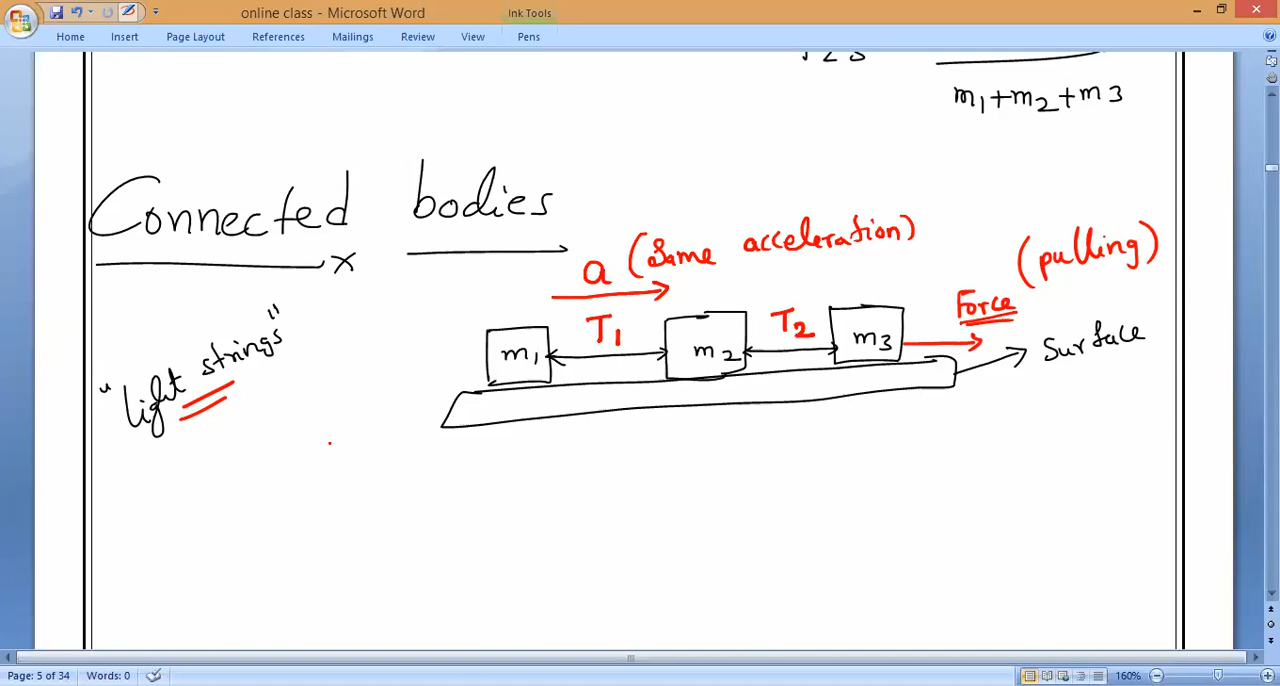 online class - Microsoft Word
Ink Tools
Home Insert Page Layout References Mailings Review View Pens
m1+m2+m3
Connected bodies
a (Same acceleration)
(pulling)
"light strings"
T1 T2 Force
m1 m2 m3 Surface
Page: 5 of 34 Words: 0 160%